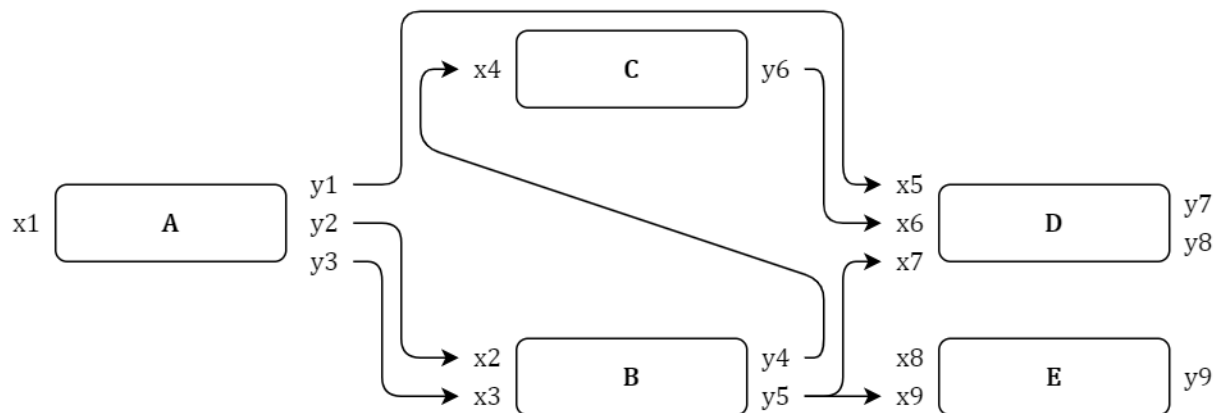 x4 C y6
y1 x5
x1 A y2 x6 D y7
y3 x7 y8
x2 B y4 x8 E y9
x3 y5 x9